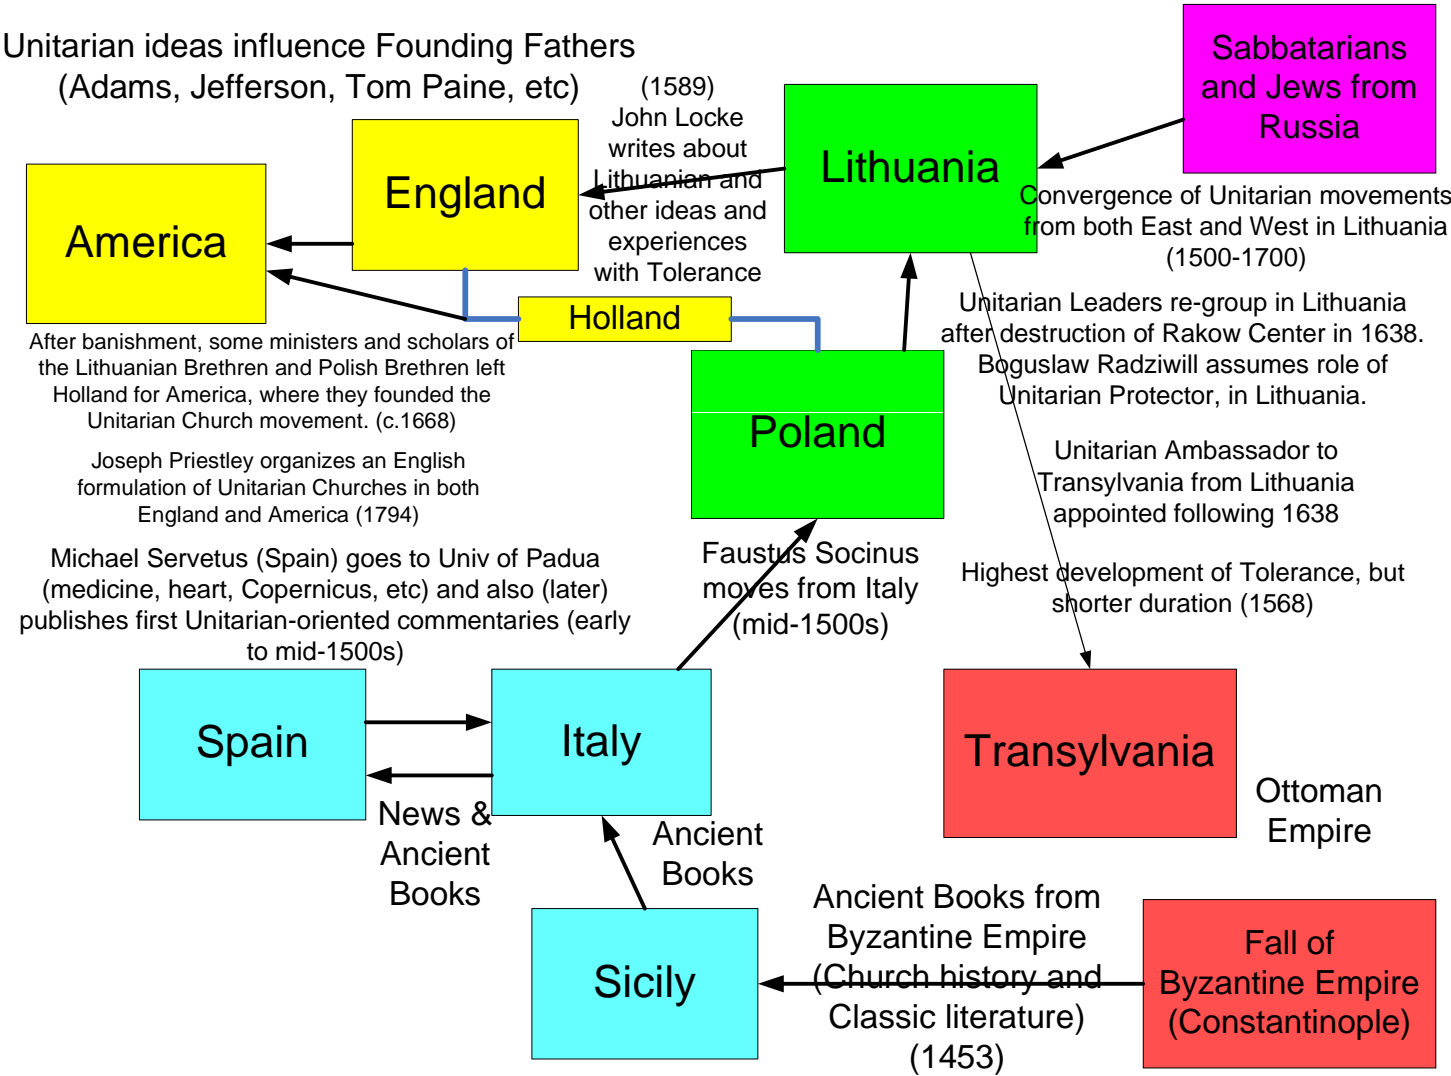 Unitarian ideas influence Founding Fathers
(Adams, Jefferson, Tom Paine, etc)
America
England
(1589)
John Locke
writes about
Lithuanian and
other ideas and
experiences
with Tolerance
Lithuania
Sabbatarians
and Jews from
Russia
Convergence of Unitarian movements
from both East and West in Lithuania
(1500-1700)
Holland
Unitarian Leaders re-group in Lithuania
after destruction of Rakow Center in 1638.
Boguslaw Radziwill assumes role of
Unitarian Protector, in Lithuania.
After banishment, some ministers and scholars of
the Lithuanian Brethren and Polish Brethren left
Holland for America, where they founded the
Unitarian Church movement. (c.1668)
Poland
Unitarian Ambassador to
Transylvania from Lithuania
appointed following 1638
Joseph Priestley organizes an English
formulation of Unitarian Churches in both
England and America (1794)
Michael Servetus (Spain) goes to Univ of Padua
(medicine, heart, Copernicus, etc) and also (later)
publishes first Unitarian-oriented commentaries (early
to mid-1500s)
Faustus Socinus
moves from Italy
(mid-1500s)
Highest development of Tolerance, but
shorter duration (1568)
Spain
Italy
Transylvania
Ottoman
Empire
News &
Ancient
Books
Ancient
Books
Sicily
Ancient Books from
Byzantine Empire
(Church history and
Classic literature)
(1453)
Fall of
Byzantine Empire
(Constantinople)